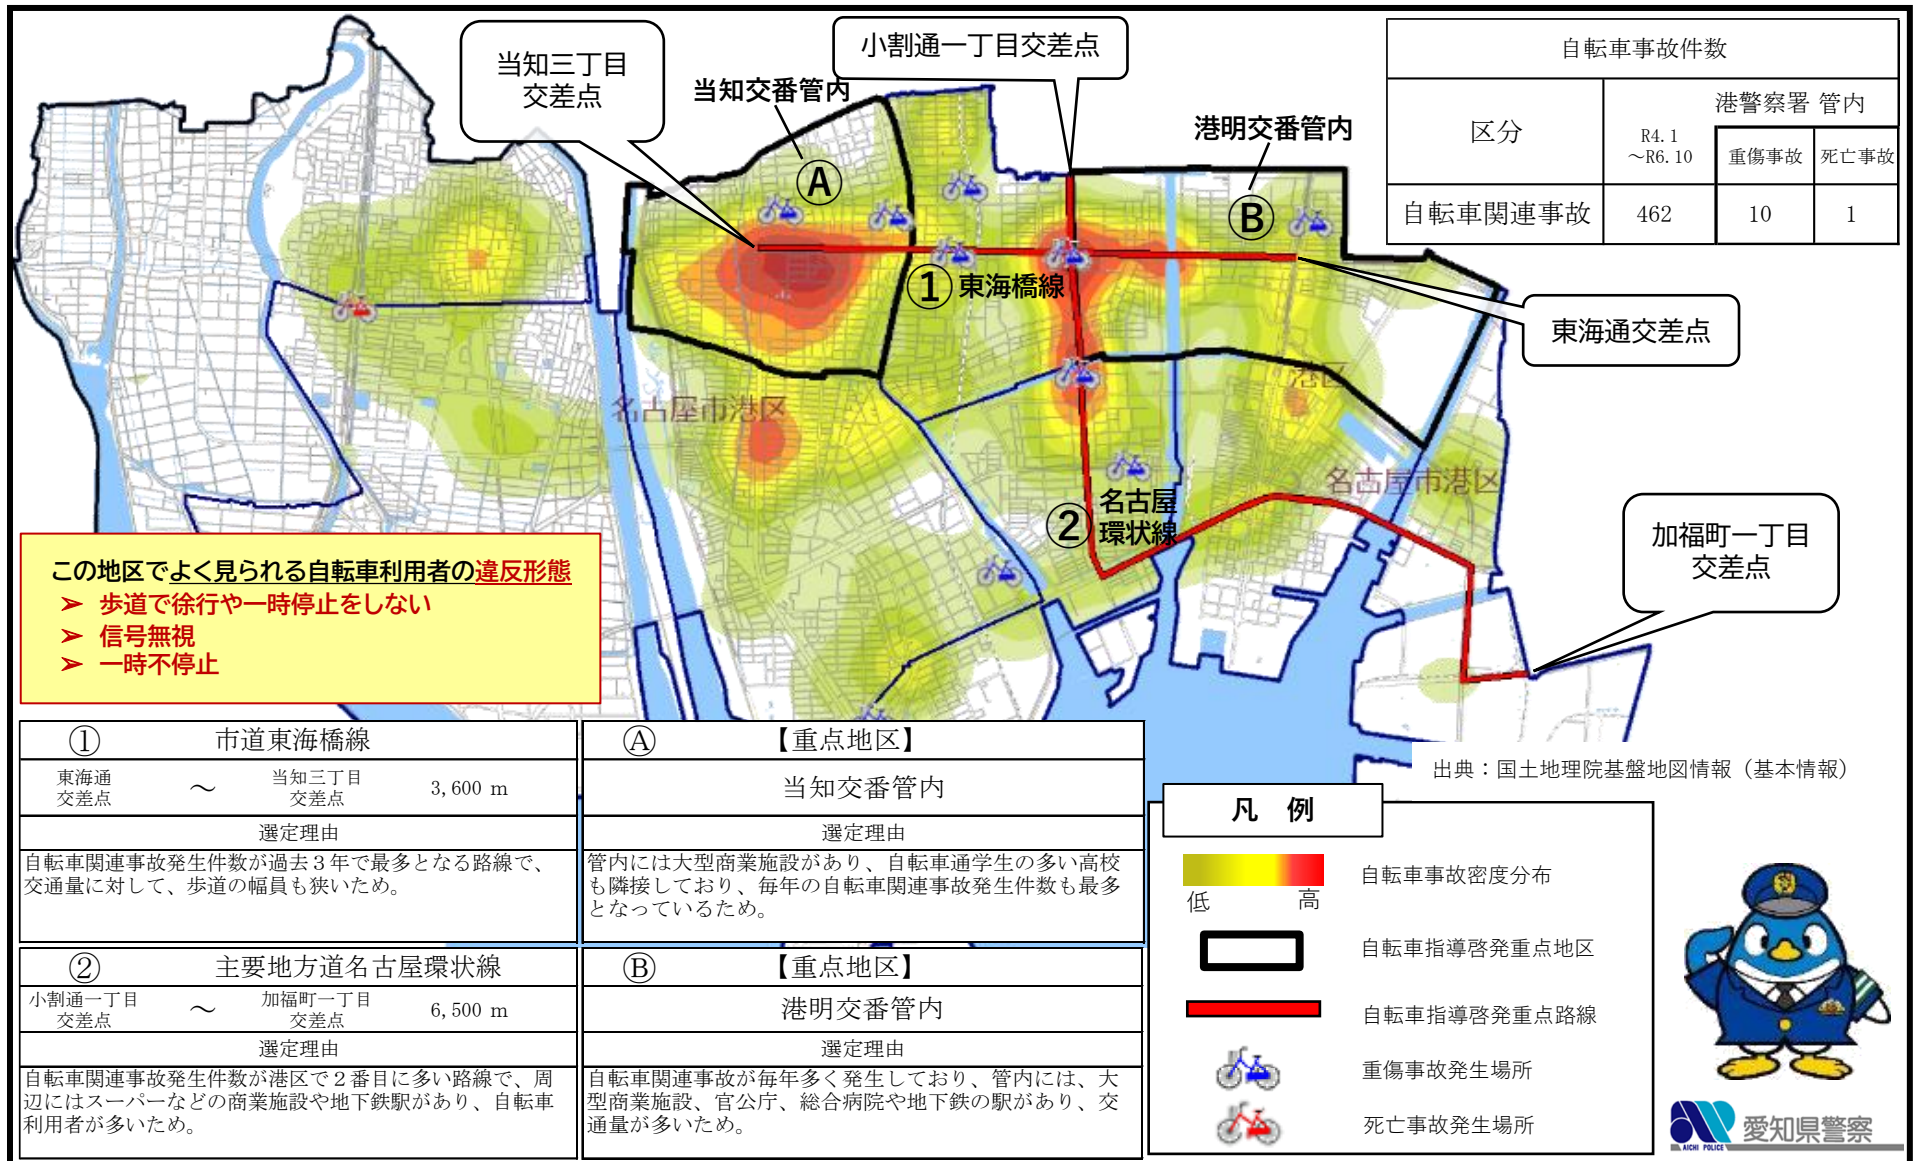 当知三丁目
交差点
小割通一丁目交差点
当知交番管内
Ⓐ
港明交番管内
Ⓑ
自転車事故件数
区分
R4.1
～R6.10
港警察署 管内
重傷事故
死亡事故
自転車関連事故
462
10
1
① 東海橋線
東海通交差点
名古屋市港区
港区
名古屋市港区
② 名古屋
環状線
加福町一丁目
交差点
この地区でよく見られる自転車利用者の違反形態
➢ 歩道で徐行や一時停止をしない
➢ 信号無視
➢ 一時不停止
① 市道東海橋線
東海通
交差点
～
当知三丁目
交差点
3,600 m
選定理由
自転車関連事故発生件数が過去３年で最多となる路線で、
交通量に対して、歩道の幅員も狭いため。
Ⓐ 【重点地区】
当知交番管内
選定理由
管内には大型商業施設があり、自転車通学生の多い高校
も隣接しており、毎年の自転車関連事故発生件数も最多
となっているため。
② 主要地方道名古屋環状線
小割通一丁目
交差点
～
加福町一丁目
交差点
6,500 m
選定理由
自転車関連事故発生件数が港区で２番目に多い路線で、周
辺にはスーパーなどの商業施設や地下鉄駅があり、自転車
利用者が多いため。
Ⓑ 【重点地区】
港明交番管内
選定理由
自転車関連事故が毎年多く発生しており、管内には、大
型商業施設、官公庁、総合病院や地下鉄の駅があり、交
通量が多いため。
出典：国土地理院基盤地図情報（基本情報）
凡 例
低 高
自転車事故密度分布
自転車指導啓発重点地区
自転車指導啓発重点路線
重傷事故発生場所
死亡事故発生場所
AICHI POLICE
愛知県警察